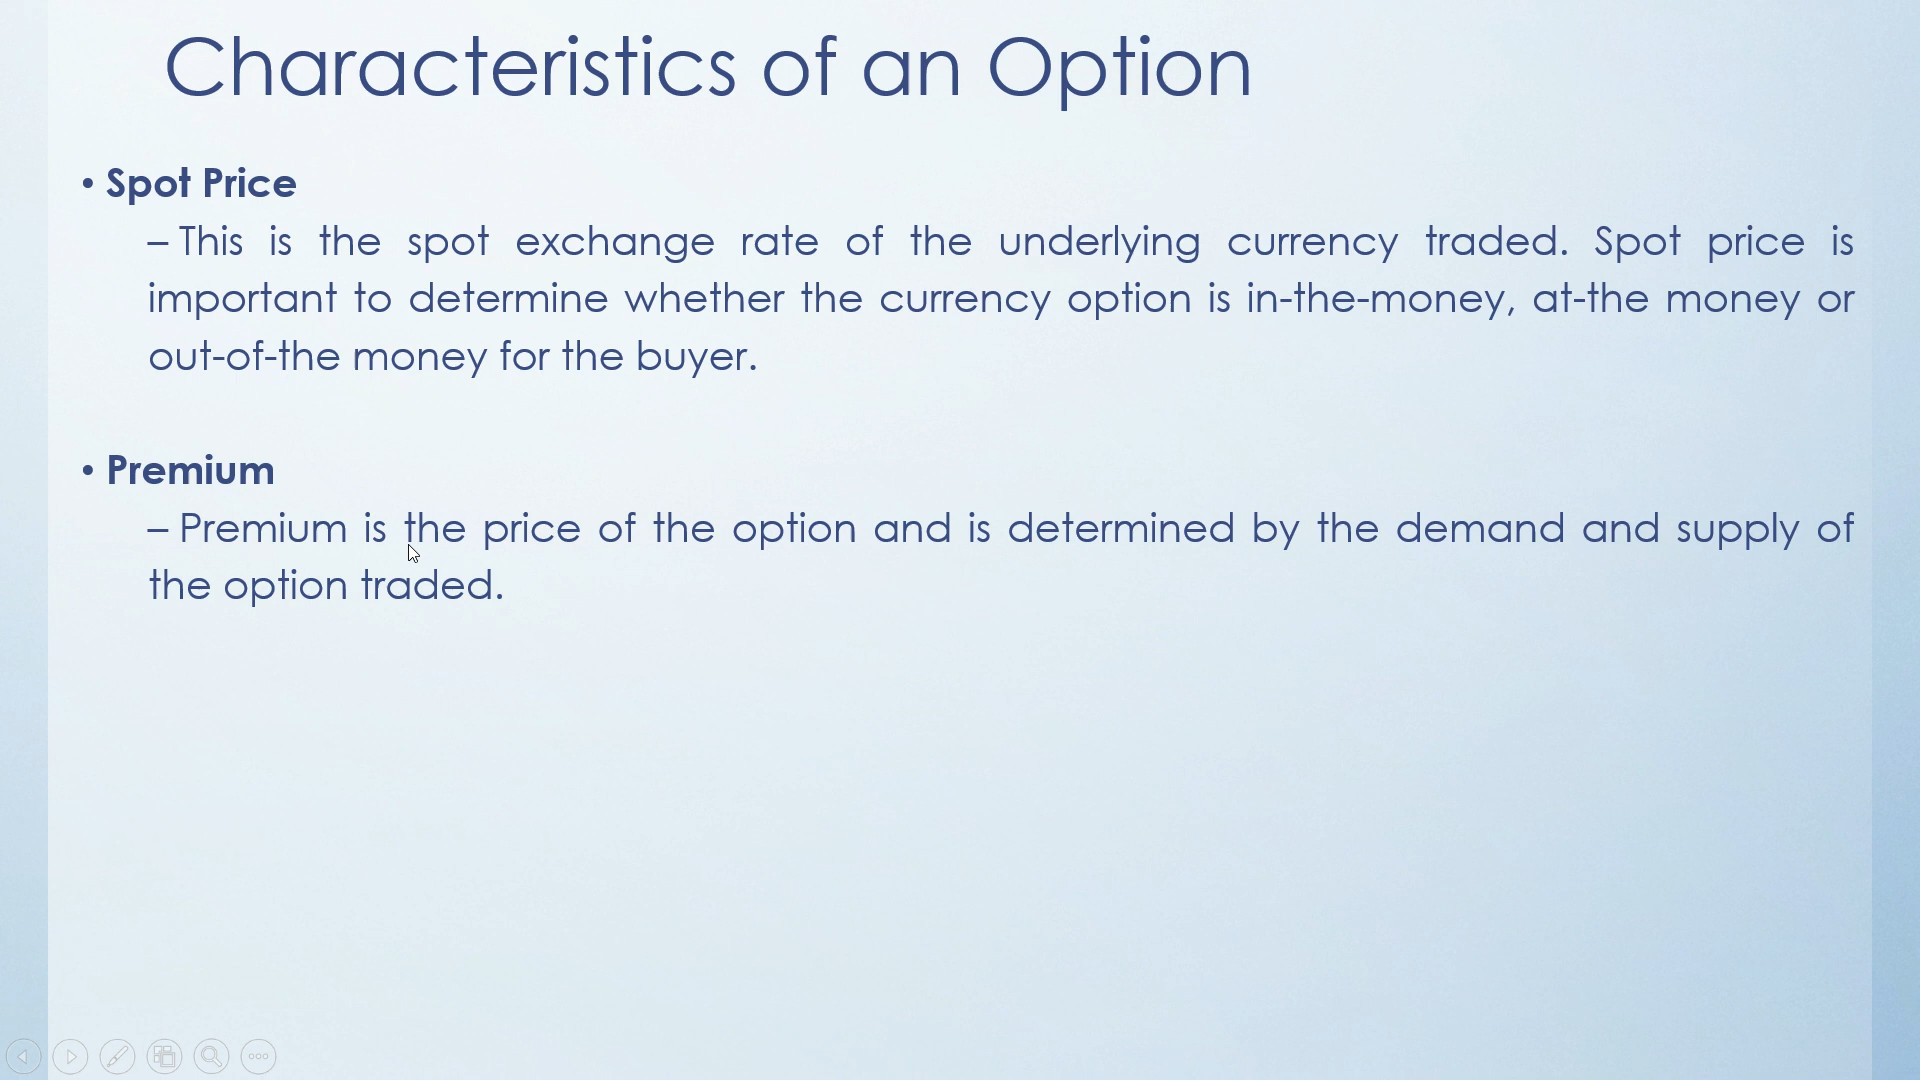 Characteristics of an Option
• Spot Price
– This is the spot exchange rate of the underlying currency traded. Spot price is
important to determine whether the currency option is in-the-money, at-the money or
out-of-the money for the buyer.
• Premium
– Premium is the price of the option and is determined by the demand and supply of
the option traded.